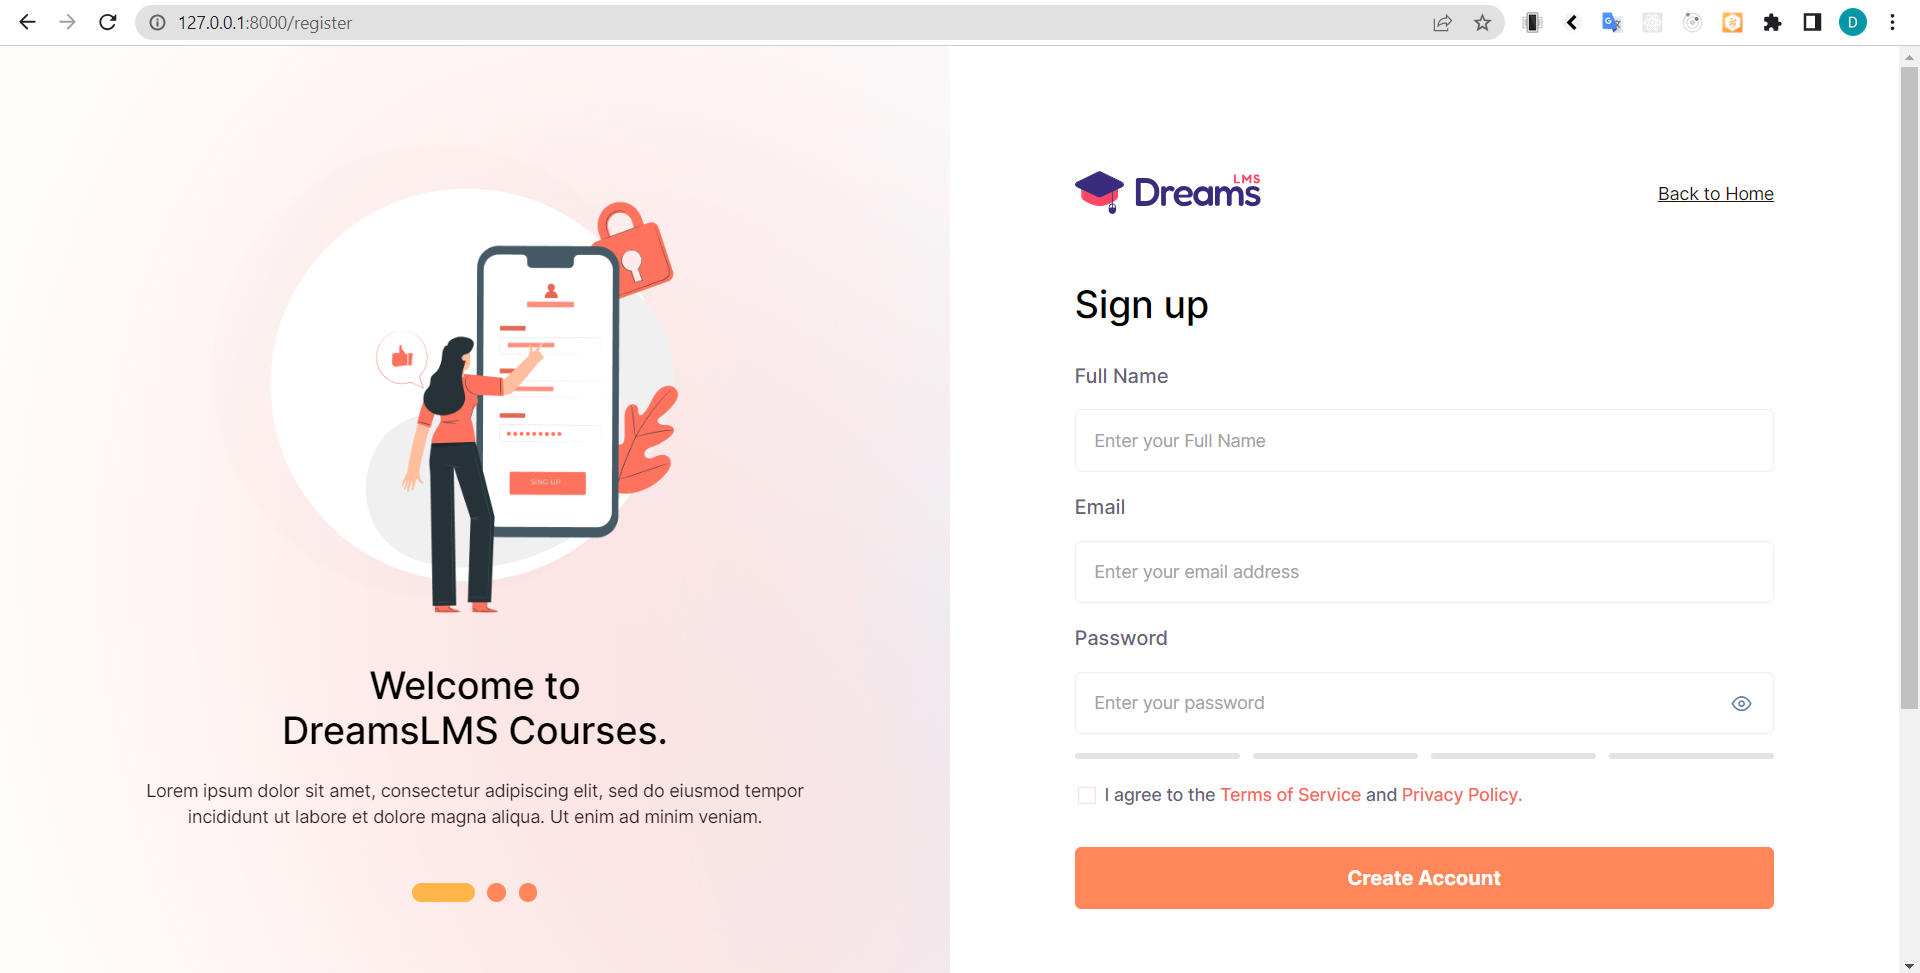 127.0.0.1:8000/register
D
Dreams LMS
Back to Home
Sign up
Full Name
Enter your Full Name
Email
Enter your email address
Password
Enter your password
I agree to the Terms of Service and Privacy Policy.
Create Account
SING UP
Welcome to
DreamsLMS Courses.
Lorem ipsum dolor sit amet, consectetur adipiscing elit, sed do eiusmod tempor
incididunt ut labore et dolore magna aliqua. Ut enim ad minim veniam.